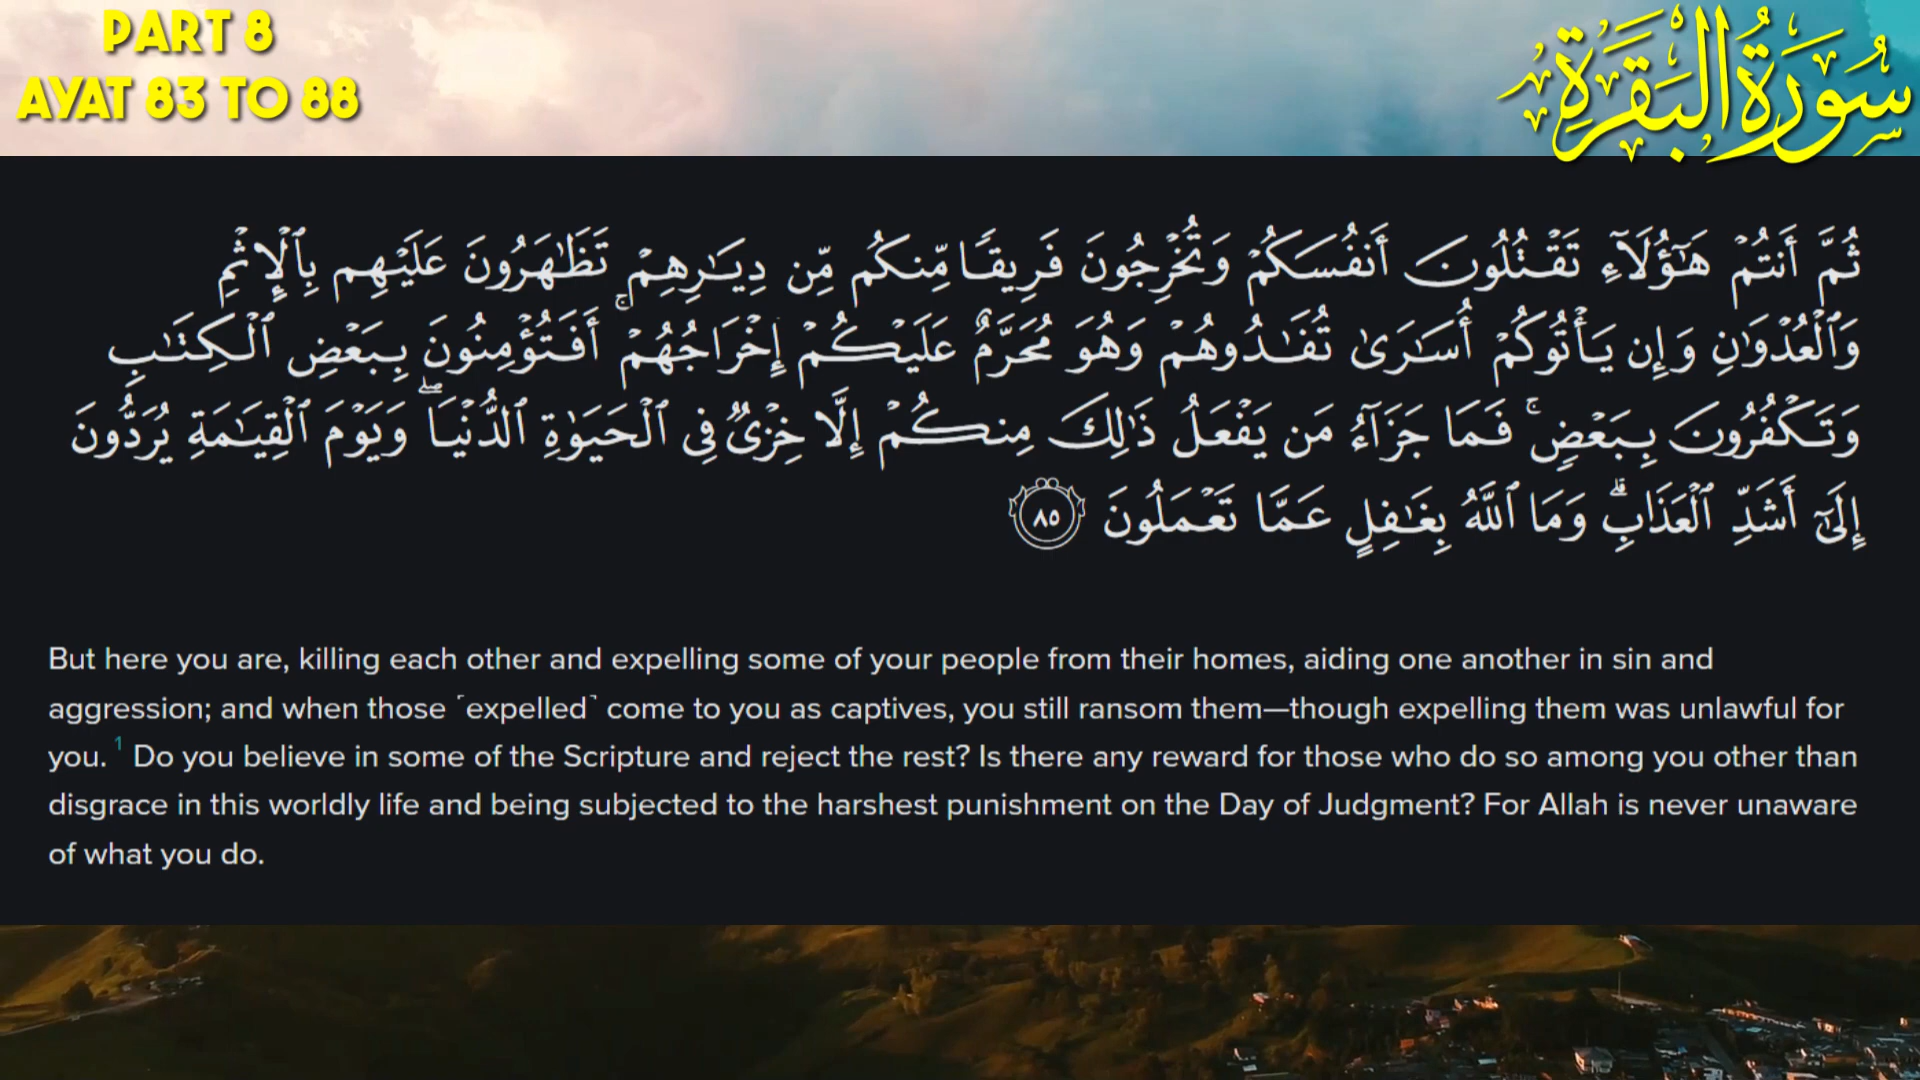 PART 8
AYAT 83 TO 88
سُورَةُ البَقَرَةِ
ثُمَّ أَنتُمْ هَٰٓؤُلَآءِ تَقْتُلُونَ أَنفُسَكُمْ وَتُخْرِجُونَ فَرِيقًا مِّنكُم مِّن دِيَـٰرِهِمْ تَظَـٰهَرُونَ عَلَيْهِم بِٱلْإِثْمِ
وَٱلْعُدْوَٰنِ وَإِن يَأْتُوكُمْ أُسَـٰرَىٰ تُفَـٰدُوهُمْ وَهُوَ مُحَرَّمٌ عَلَيْكُمْ إِخْرَاجُهُمْ ۚ أَفَتُؤْمِنُونَ بِبَعْضِ ٱلْكِتَـٰبِ
وَتَكْفُرُونَ بِبَعْضٍ ۚ فَمَا جَزَآءُ مَن يَفْعَلُ ذَٰلِكَ مِنكُمْ إِلَّا خِزْىٌ فِى ٱلْحَيَوٰةِ ٱلدُّنْيَا ۖ وَيَوْمَ ٱلْقِيَـٰمَةِ يُرَدُّونَ
إِلَىٰٓ أَشَدِّ ٱلْعَذَابِ ۗ وَمَا ٱللَّهُ بِغَـٰفِلٍ عَمَّا تَعْمَلُونَ ٨٥
But here you are, killing each other and expelling some of your people from their homes, aiding one another in sin and
aggression; and when those ˹expelled˺ come to you as captives, you still ransom them—though expelling them was unlawful for
you. 1 Do you believe in some of the Scripture and reject the rest? Is there any reward for those who do so among you other than
disgrace in this worldly life and being subjected to the harshest punishment on the Day of Judgment? For Allah is never unaware
of what you do.